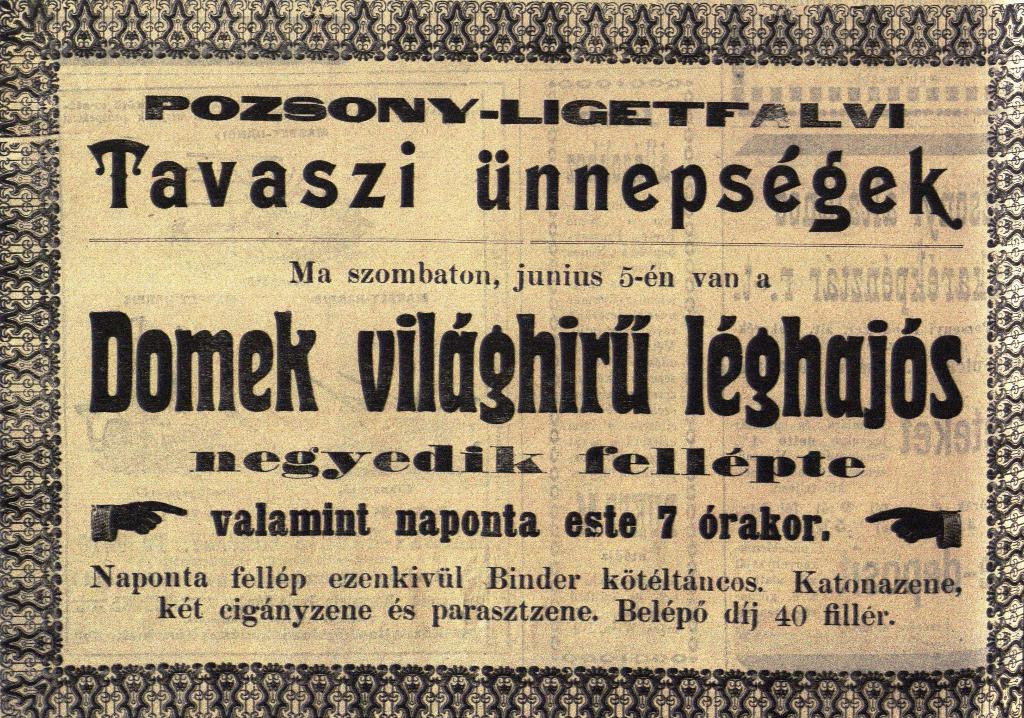 POZSONY-LIGETFALVI
Tavaszi ünnepségek
Ma szombaton, junius 5-én van a
Domek világhirű léghajós
negyedik fellépte
valamint naponta este 7 órakor.
Naponta fellép ezenkivül Binder kötéltáncos. Katonazene,
két cigányzene és parasztzene. Belépő díj 40 fillér.